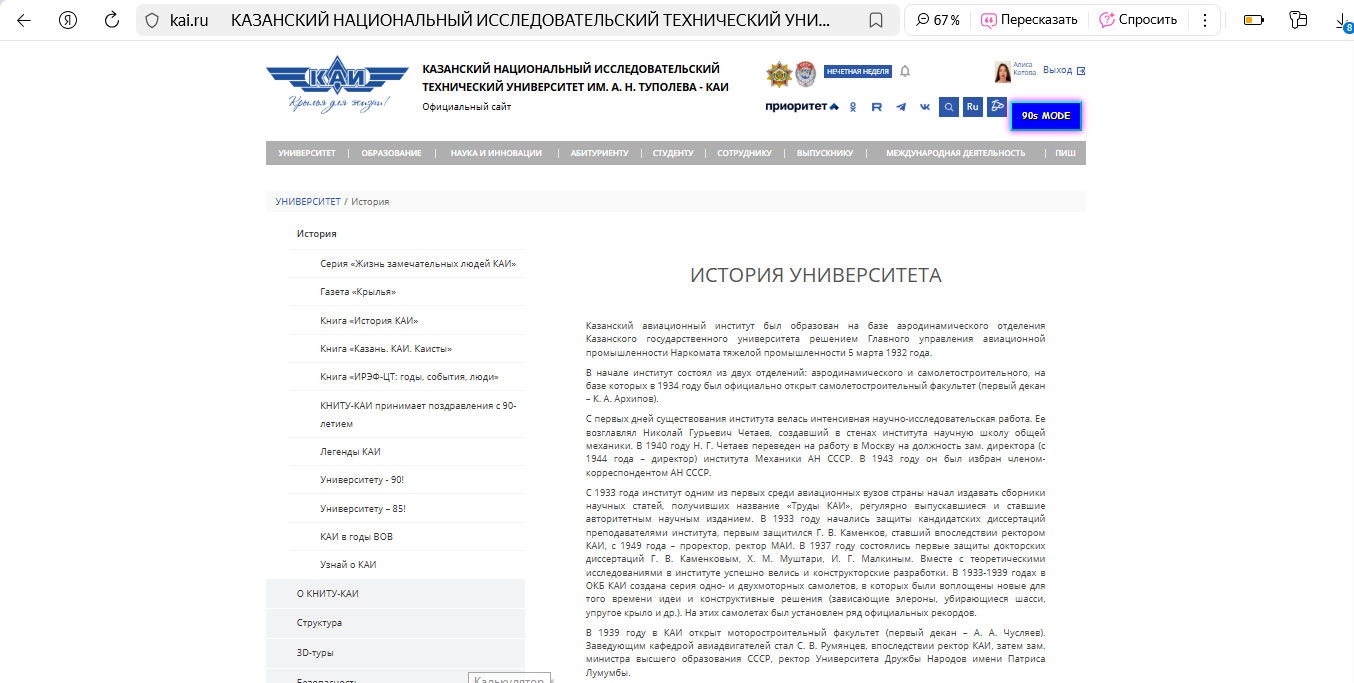 kai.ru КАЗАНСКИЙ НАЦИОНАЛЬНЫЙ ИССЛЕДОВАТЕЛЬСКИЙ ТЕХНИЧЕСКИЙ УНИ... 67 % Пересказать Спросить 8
КАИ
Крылья для жизни!
КАЗАНСКИЙ НАЦИОНАЛЬНЫЙ ИССЛЕДОВАТЕЛЬСКИЙ
ТЕХНИЧЕСКИЙ УНИВЕРСИТЕТ ИМ. А. Н. ТУПОЛЕВА - КАИ
Официальный сайт
НЕЧЕТНАЯ НЕДЕЛЯ
Алиса
Котова
Выход
приоритет
Ru
90s MODE
УНИВЕРСИТЕТ ОБРАЗОВАНИЕ НАУКА И ИННОВАЦИИ АБИТУРИЕНТУ СТУДЕНТУ СОТРУДНИКУ ВЫПУСКНИКУ МЕЖДУНАРОДНАЯ ДЕЯТЕЛЬНОСТЬ ПИШ
УНИВЕРСИТЕТ / История
История
Серия «Жизнь замечательных людей КАИ»
Газета «Крылья»
Книга «История КАИ»
Книга «Казань. КАИ. Каисты»
Книга «ИРЭФ-ЦТ: годы, события, люди»
КНИТУ-КАИ принимает поздравления с 90-
летием
Легенды КАИ
Университету - 90!
Университету – 85!
КАИ в годы ВОВ
Узнай о КАИ
О КНИТУ-КАИ
Структура
3D-туры
Безопасность
Калькулятор
ИСТОРИЯ УНИВЕРСИТЕТА
Казанский авиационный институт был образован на базе аэродинамического отделения
Казанского государственного университета решением Главного управления авиационной
промышленности Наркомата тяжелой промышленности 5 марта 1932 года.
В начале институт состоял из двух отделений: аэродинамического и самолетостроительного, на
базе которых в 1934 году был официально открыт самолетостроительный факультет (первый декан
– К. А. Архипов).
С первых дней существования института велась интенсивная научно-исследовательская работа. Ее
возглавлял Николай Гурьевич Четаев, создавший в стенах института научную школу общей
механики. В 1940 году Н. Г. Четаев переведен на работу в Москву на должность зам. директора (с
1944 года – директор) института Механики АН СССР. В 1943 году он был избран членом-
корреспондентом АН СССР.
С 1933 года институт одним из первых среди авиационных вузов страны начал издавать сборники
научных статей, получивших название «Труды КАИ», регулярно выпускавшиеся и ставшие
авторитетным научным изданием. В 1933 году начались защиты кандидатских диссертаций
преподавателями института, первым защитился Г. В. Каменков, ставший впоследствии ректором
КАИ, с 1949 года – проректор, ректор МАИ. В 1937 году состоялись первые защиты докторских
диссертаций Г. В. Каменковым, Х. М. Муштари, И. Г. Малкиным. Вместе с теоретическими
исследованиями в институте успешно велись и конструкторские разработки. В 1933-1939 годах в
ОКБ КАИ создана серия одно- и двухмоторных самолетов, в которых были воплощены новые для
того времени идеи и конструктивные решения (зависающие элероны, убирающиеся шасси,
упругое крыло и др.). На этих самолетах был установлен ряд официальных рекордов.
В 1939 году в КАИ открыт моторостроительный факультет (первый декан – А. А. Чусляев).
Заведующим кафедрой авиадвигателей стал С. В. Румянцев, впоследствии ректор КАИ, затем зам.
министра высшего образования СССР, ректор Университета Дружбы Народов имени Патриса
Лумумбы.